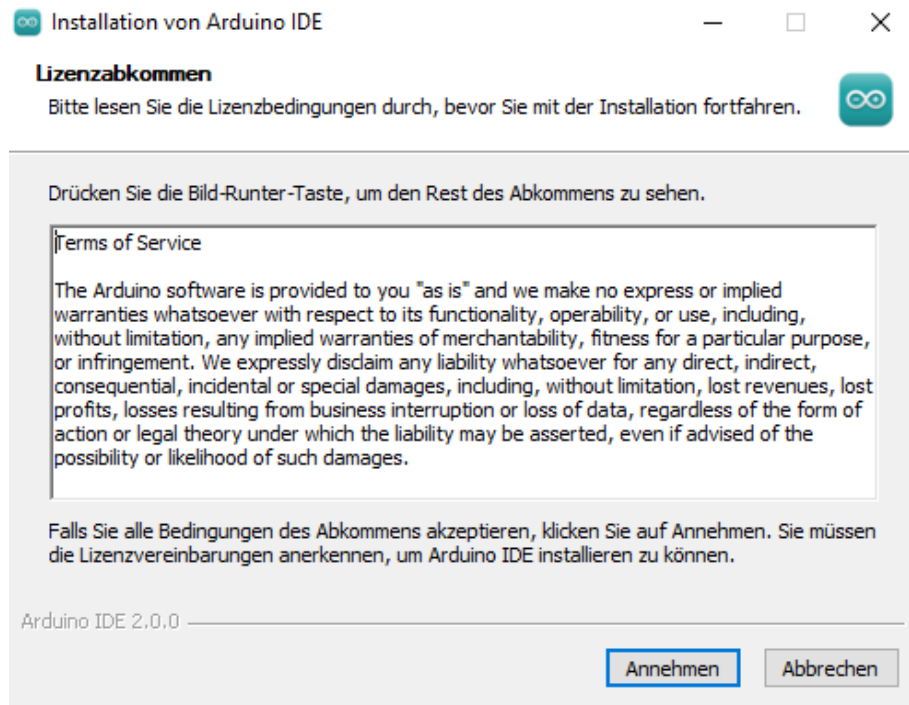 Installation von Arduino IDE
Lizenzabkommen
Bitte lesen Sie die Lizenzbedingungen durch, bevor Sie mit der Installation fortfahren.
Drücken Sie die Bild-Runter-Taste, um den Rest des Abkommens zu sehen.
Terms of Service
The Arduino software is provided to you "as is" and we make no express or implied
warranties whatsoever with respect to its functionality, operability, or use, including,
without limitation, any implied warranties of merchantability, fitness for a particular purpose,
or infringement. We expressly disclaim any liability whatsoever for any direct, indirect,
consequential, incidental or special damages, including, without limitation, lost revenues, lost
profits, losses resulting from business interruption or loss of data, regardless of the form of
action or legal theory under which the liability may be asserted, even if advised of the
possibility or likelihood of such damages.
Falls Sie alle Bedingungen des Abkommens akzeptieren, klicken Sie auf Annehmen. Sie müssen
die Lizenzvereinbarungen anerkennen, um Arduino IDE installieren zu können.
Arduino IDE 2.0.0
Annehmen Abbrechen